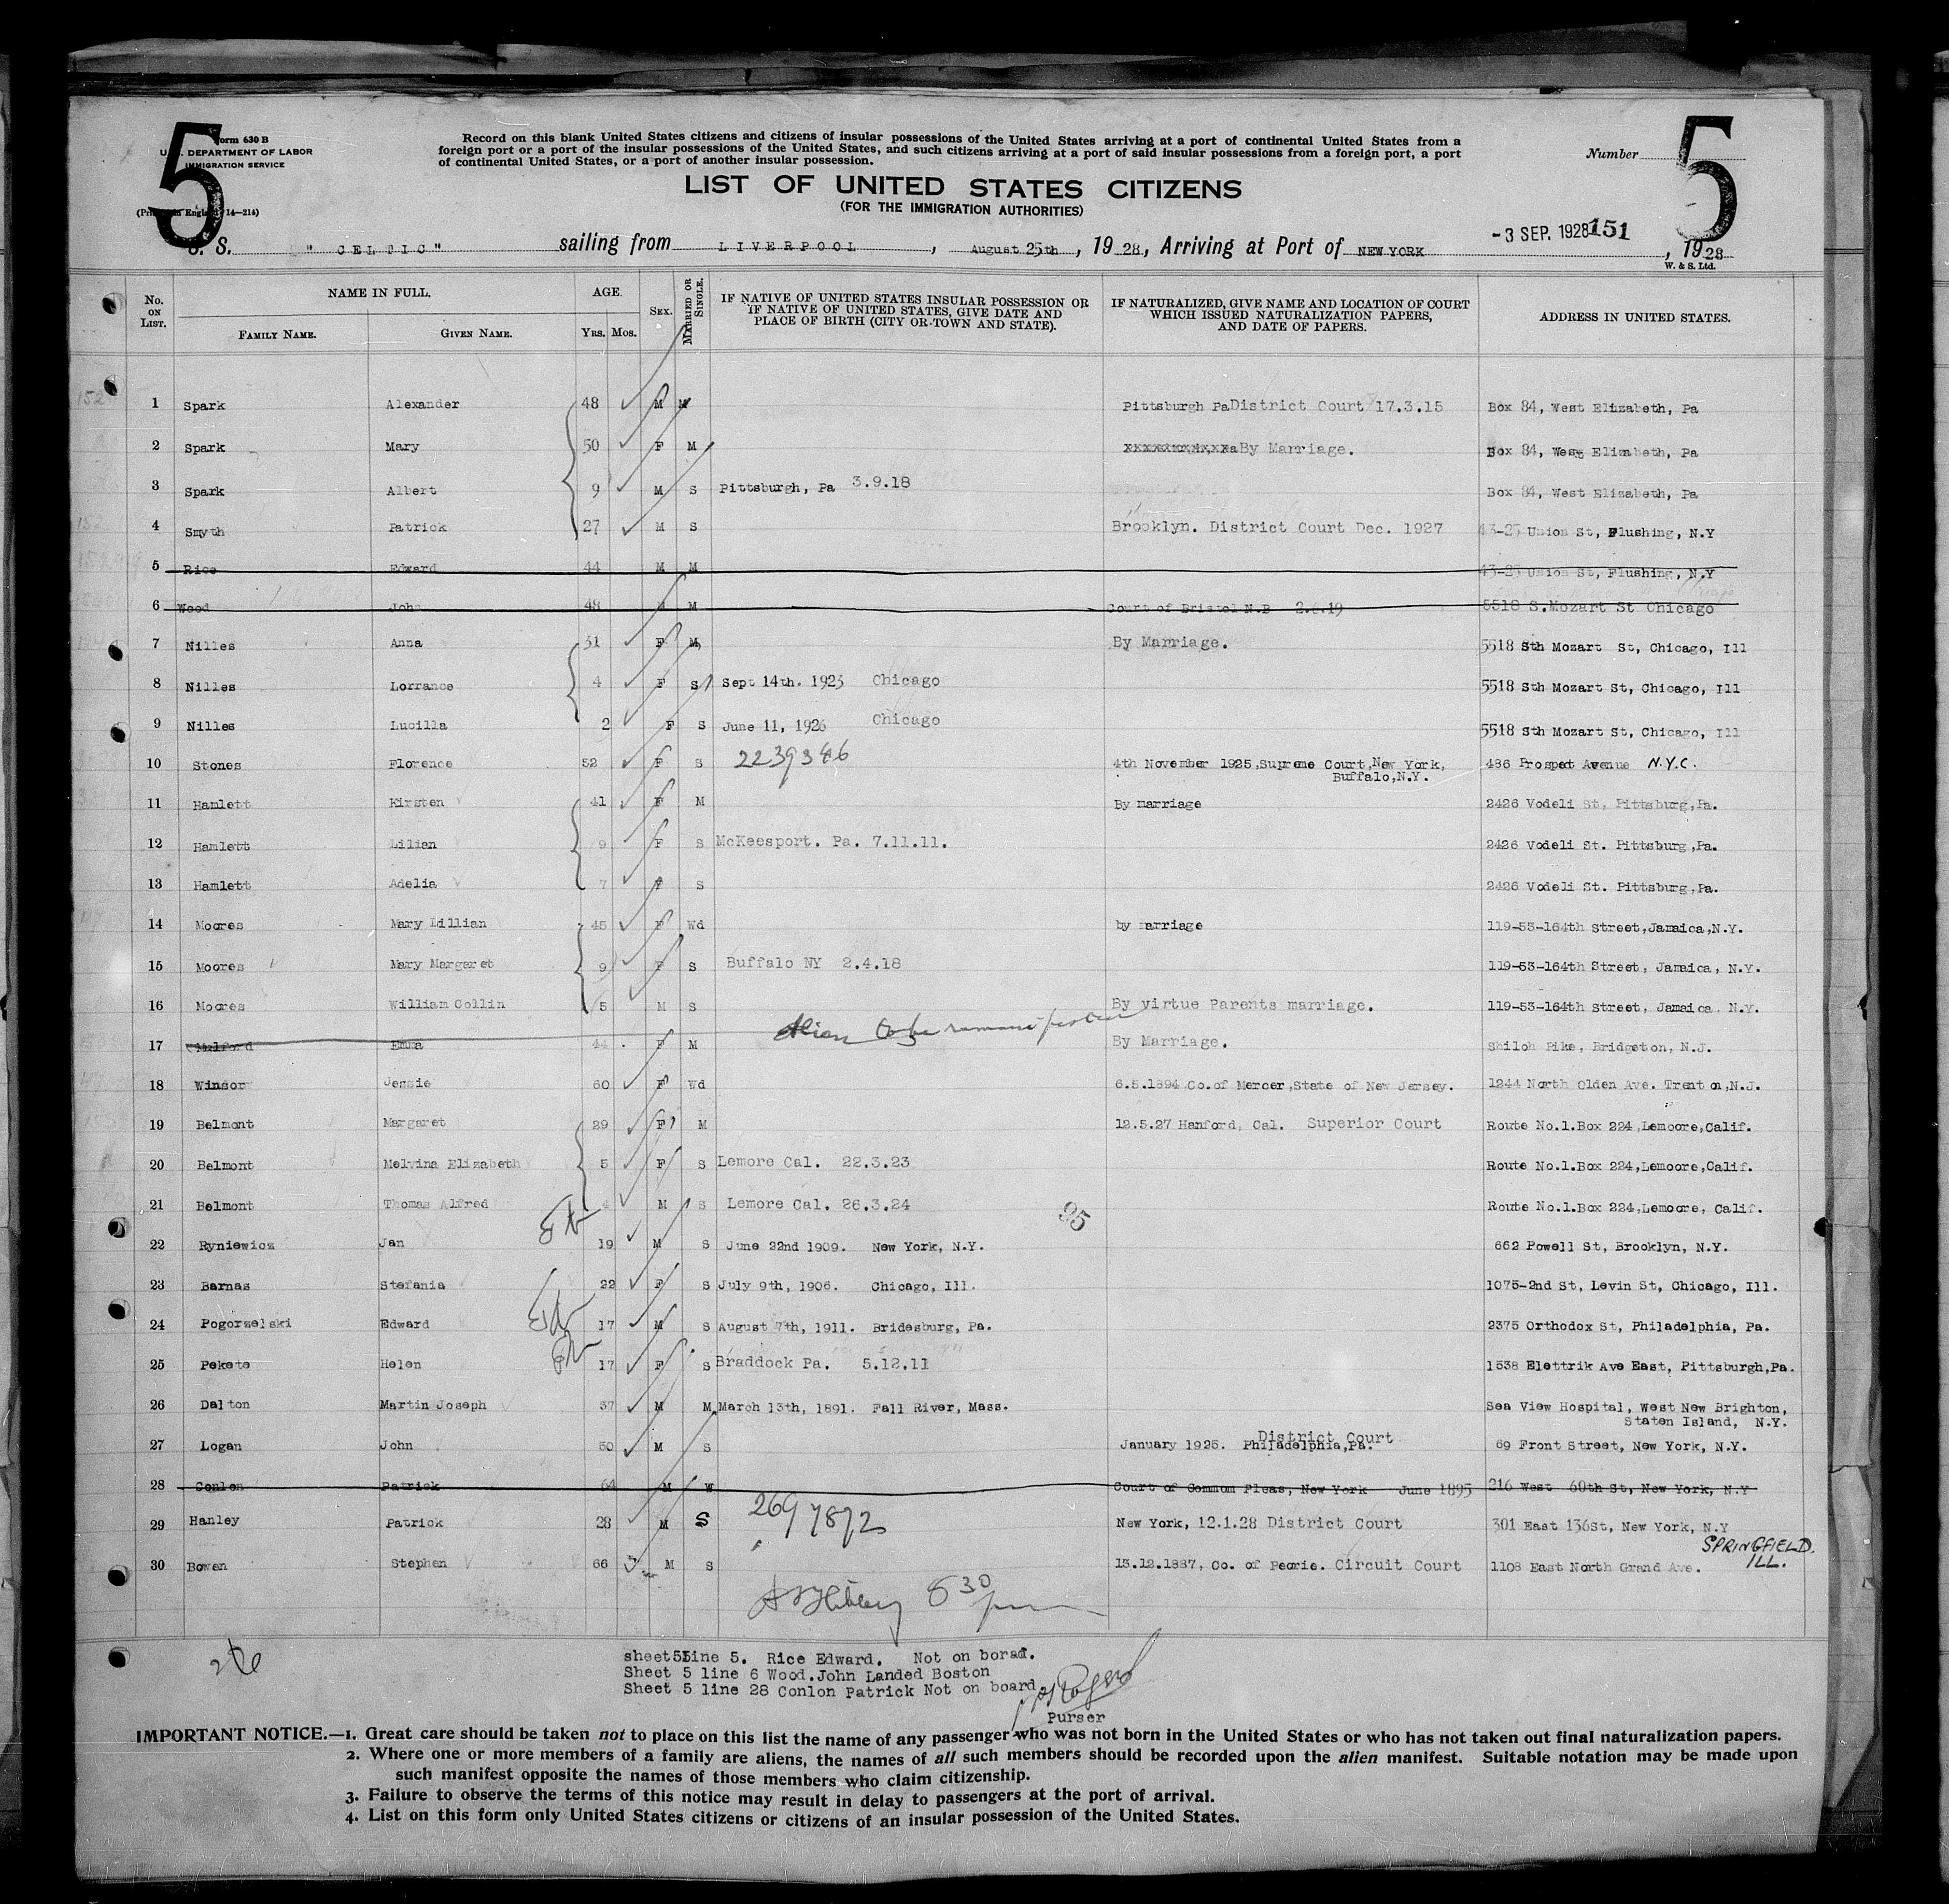 5
5
Form 630 B
U.S. DEPARTMENT OF LABOR
IMMIGRATION SERVICE
(Printed in England 14—214)
Record on this blank United States citizens and citizens of insular possessions of the United States arriving at a port of continental United States from a
foreign port or a port of the insular possessions of the United States, and such citizens arriving at a port of said insular possessions from a foreign port, a port
of continental United States, or a port of another insular possession.
Number
LIST OF UNITED STATES CITIZENS
(FOR THE IMMIGRATION AUTHORITIES)
S. S. "CELTIC" sailing from LIVERPOOL, August 25th, 1928, Arriving at Port of NEW YORK -3 SEP. 1928 151, 1928
W. & S. Ltd.
No. ON LIST. NAME IN FULL. FAMILY NAME. GIVEN NAME. AGE. YRS. MOS. SEX. MARRIED OR SINGLE. IF NATIVE OF UNITED STATES INSULAR POSSESSION OR IF NATIVE OF UNITED STATES, GIVE DATE AND PLACE OF BIRTH (CITY OR TOWN AND STATE). IF NATURALIZED, GIVE NAME AND LOCATION OF COURT WHICH ISSUED NATURALIZATION PAPERS, AND DATE OF PAPERS. ADDRESS IN UNITED STATES.
1 Spark Alexander 48 M M Pittsburgh Pa District Court 17.3.15 Box 84, West Elizabeth, Pa
2 Spark Mary 50 F M By Marriage. Box 84, West Elizabeth, Pa
3 Spark Albert 9 M S Pittsburgh, Pa 3.9.18 Box 84, West Elizabeth, Pa
4 Smyth Patrick 27 M S Brooklyn. District Court Dec. 1927 43-25 Union St, Flushing, N.Y
5 Rice Edward 44 M M 43-25 Union St, Flushing, N.Y
6 Wood John 48 M M Court of Bristol N.B 2.6.19 5518 S.Mozart St Chicago
7 Nilles Anna 31 F M By Marriage. 5518 Sth Mozart St, Chicago, Ill
8 Nilles Lorrance 4 F S Sept 14th. 1923 Chicago 5518 Sth Mozart St, Chicago, Ill
9 Nilles Lucilla 2 F S June 11, 1926 Chicago 5518 Sth Mozart St, Chicago, Ill
10 Stones Florence 52 F S 2239346 4th November 1925,Supreme Court,New York, Buffalo,N.Y. 486 Prospet Avenue N.Y.C.
11 Hamlett Kirsten 41 F M By marriage 2426 Vodeli St, Pittsburg,Pa.
12 Hamlett Lilian 9 F S McKeesport. Pa. 7.11.11. 2426 Vodeli St. Pittsburg,Pa.
13 Hamlett Adelia 7 F S 2426 Vodeli St. Pittsburg,Pa.
14 Moores Mary Lillian 45 F Wd by marriage 119-53-164th Street,Jamaica,N.Y.
15 Moores Mary Margaret 9 F S Buffalo NY 2.4.18 119-53-164th Street, Jamaica, N.Y.
16 Moores William Collin 5 M S By virtue Parents marriage. 119-53-164th Street, Jamaica, N.Y.
Alien to be remanifested
17 Mulford Emma 44 F M By Marriage. Shiloh Pike, Bridgeton, N.J.
18 Winsor Jessie 60 F Wd 6.5.1894 Co.of Mercer,State of New Jersey. 1244 North Olden Ave. Trenton,N.J.
19 Belmont Margaret 29 F M 12.5.27 Hanford, Cal. Superior Court Route No.1.Box 224,Lemoore,Calif.
20 Belmont Melvina Elizabeth 5 F S Lemore Cal. 22.3.23 Route No.1.Box 224,Lemoore,Calif.
21 Belmont Thomas Alfred 4 M S Lemore Cal. 26.3.24 95 Route No.1.Box 224,Lemoore, Calif.
22 Ryniewicz Jan 19 M S June 22nd 1909. New York, N.Y. 662 Powell St, Brooklyn, N.Y.
23 Barnas Stefania 22 F S July 9th, 1906. Chicago, Ill. 1075-2nd St, Levin St, Chicago, Ill.
24 Pogorzelski Edward 17 M S August 7th, 1911. Bridesburg, Pa. 2375 Orthodox St, Philadelphia, Pa.
25 Pekete Helen 17 F S Braddock Pa. 5.12.11 1538 Elettrik Ave East, Pittsburgh,Pa.
26 Dalton Martin Joseph 37 M M March 13th, 1891. Fall River, Mass. Sea View Hospital, West New Brighton, Staten Island, N.Y.
27 Logan John 50 M S January 1925. Philadelphia,Pa. District Court 69 Front Street, New York, N.Y.
28 Conlon Patrick 64 M W Court of Common Pleas, New York June 1895 216 West 60th St, New York, N.Y
29 Hanley Patrick 28 M S 2697872 New York, 12.1.28 District Court 301 East 136St, New York, N.Y
30 Bowen Stephen 66 M S 13.12.1887, Co. of Peorie. Circuit Court 1108 East North Grand Ave. SPRINGFIELD. ILL.
5 30 pm
sheet5Line 5. Rice Edward. Not on borad.
Sheet 5 line 6 Wood.John Landed Boston
Sheet 5 line 28 Conlon Patrick Not on board
Purser
IMPORTANT NOTICE.—1. Great care should be taken not to place on this list the name of any passenger who was not born in the United States or who has not taken out final naturalization papers.
2. Where one or more members of a family are aliens, the names of all such members should be recorded upon the alien manifest. Suitable notation may be made upon
such manifest opposite the names of those members who claim citizenship.
3. Failure to observe the terms of this notice may result in delay to passengers at the port of arrival.
4. List on this form only United States citizens or citizens of an insular possession of the United States.